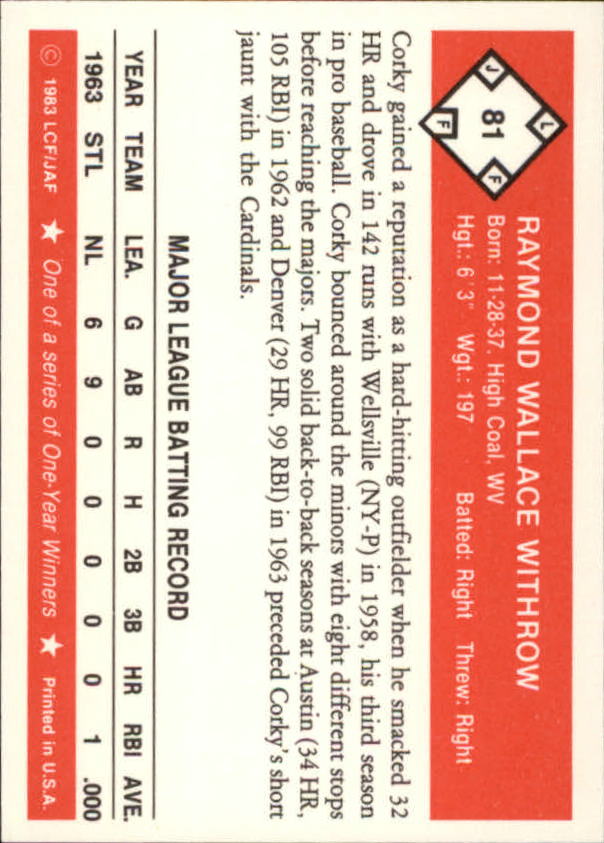 L
J 81 F
F
RAYMOND WALLACE WITHROW
Born: 11-28-37. High Coal, WV
Hgt.: 6'3" Wgt.: 197 Batted: Right Threw: Right
Corky gained a reputation as a hard-hitting outfielder when he smacked 32
HR and drove in 142 runs with Wellsville (NY-P) in 1958, his third season
in pro baseball. Corky bounced around the minors with eight different stops
before reaching the majors. Two solid back-to-back seasons at Austin (34 HR,
105 RBI) in 1962 and Denver (29 HR, 99 RBI) in 1963 preceded Corky's short
jaunt with the Cardinals.
MAJOR LEAGUE BATTING RECORD
YEAR TEAM LEA. G AB R H 2B 3B HR RBI AVE.
1963 STL NL 6 9 0 0 0 0 0 1 .000
© 1983 LCF/JAF ★ One of a series of One-Year Winners ★ Printed in U.S.A.